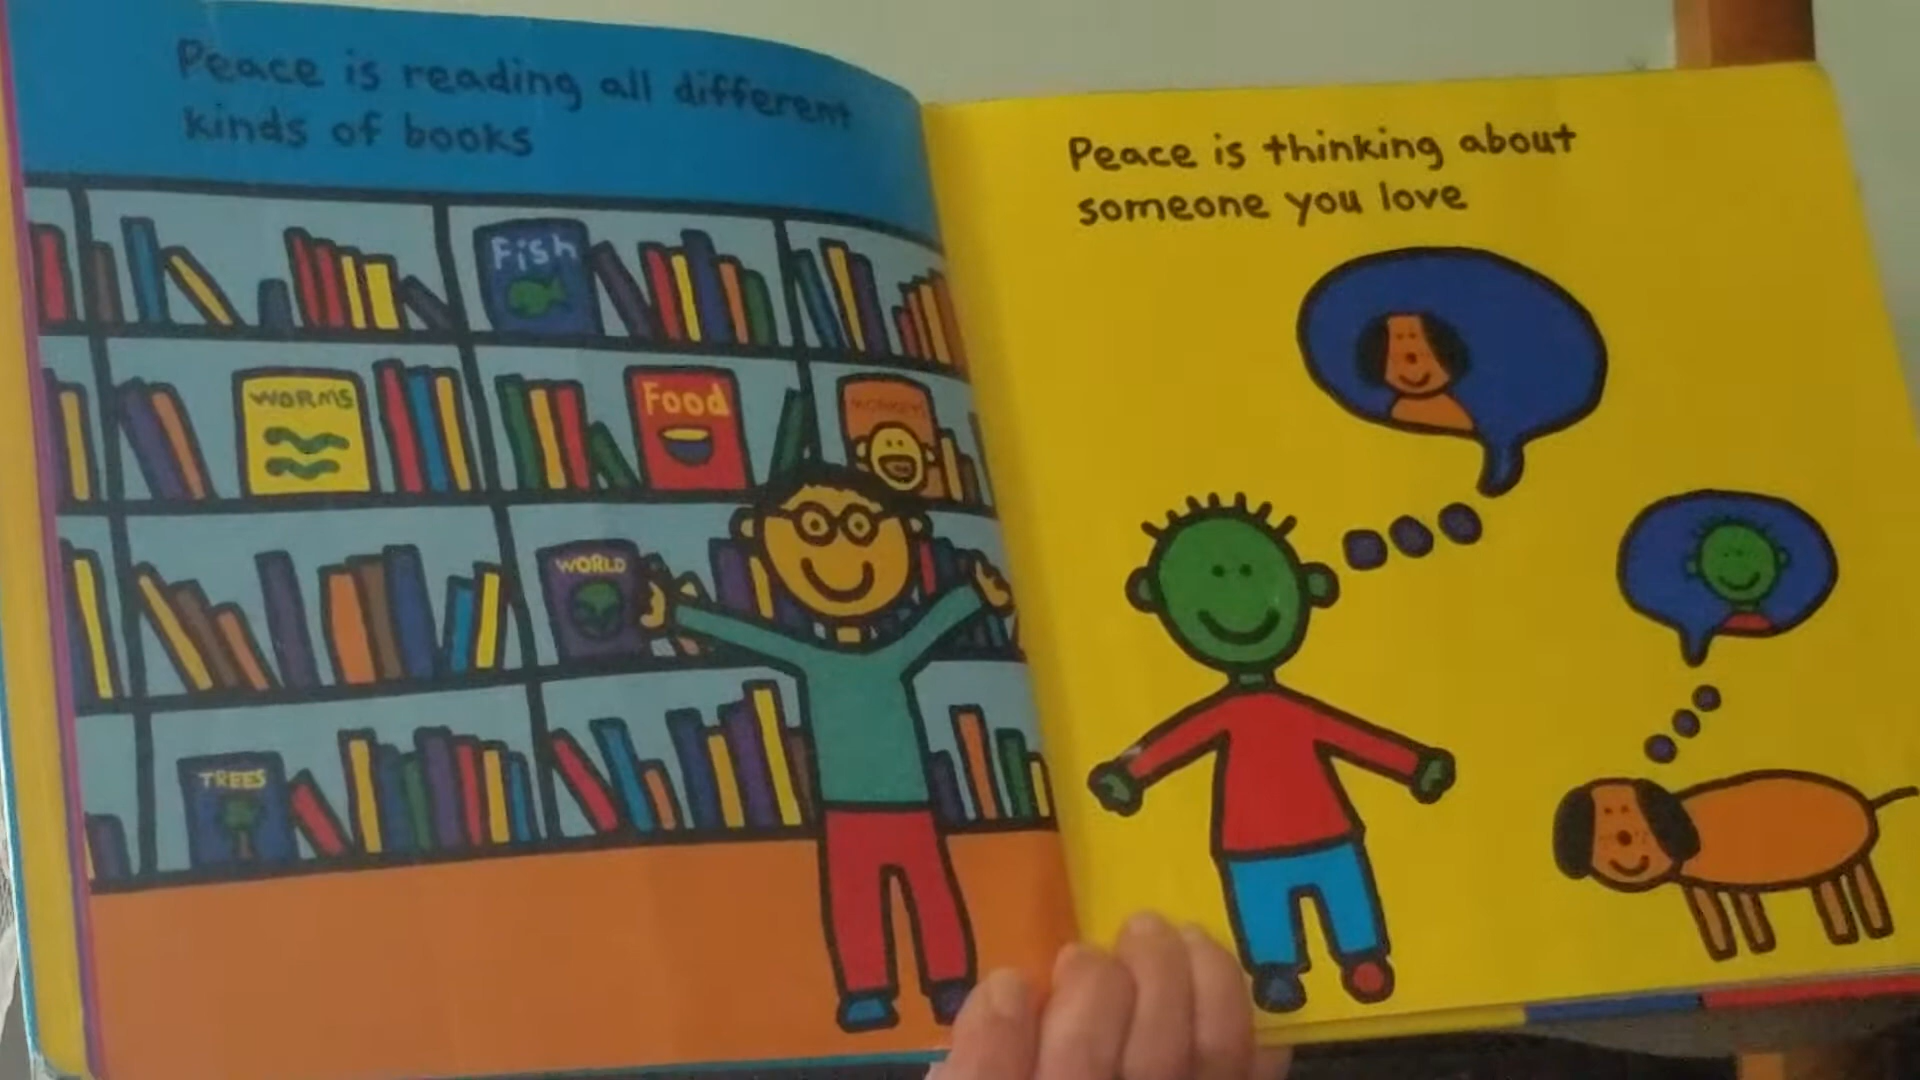 Peace is reading all different
kinds of books
Fish
WORMS
Food
MONKEYS
WORLD
TREES
Peace is thinking about
someone you love